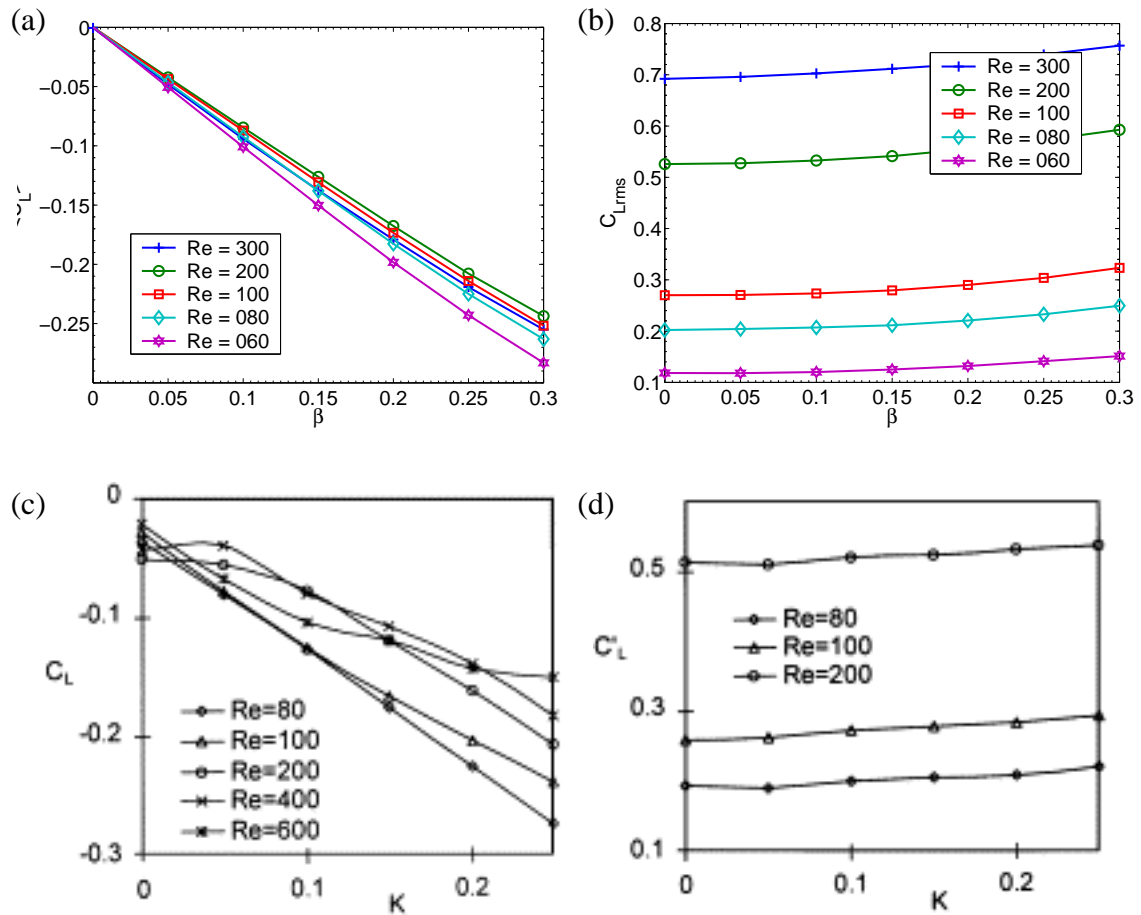 (a)
0
−0.05
−0.1
−0.15
−0.2
−0.25
Re = 300
Re = 200
Re = 100
Re = 080
Re = 060
0 0.05 0.1 0.15 0.2 0.25 0.3
β
(b)
0.8
0.7
0.6
0.5
0.4
0.3
0.2
0.1
C_Lrms
Re = 300
Re = 200
Re = 100
Re = 080
Re = 060
0 0.05 0.1 0.15 0.2 0.25 0.3
β
(c)
0
-0.1
-0.2
-0.3
C_L
Re=80
Re=100
Re=200
Re=400
Re=600
0 0.1 0.2
K
(d)
0.5
0.3
0.1
C'_L
Re=80
Re=100
Re=200
0 0.1 0.2
K